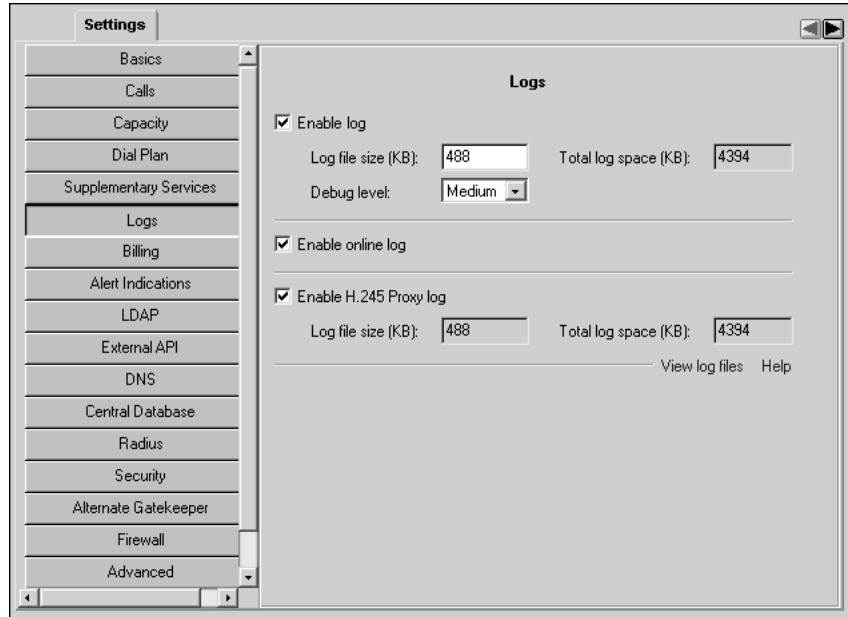 Settings
Basics
Calls
Capacity
Dial Plan
Supplementary Services
Logs
Billing
Alert Indications
LDAP
External API
DNS
Central Database
Radius
Security
Alternate Gatekeeper
Firewall
Advanced
Logs
Enable log
Log file size (KB): 488 Total log space (KB): 4394
Debug level: Medium
Enable online log
Enable H.245 Proxy log
Log file size (KB): 488 Total log space (KB): 4394
View log files Help